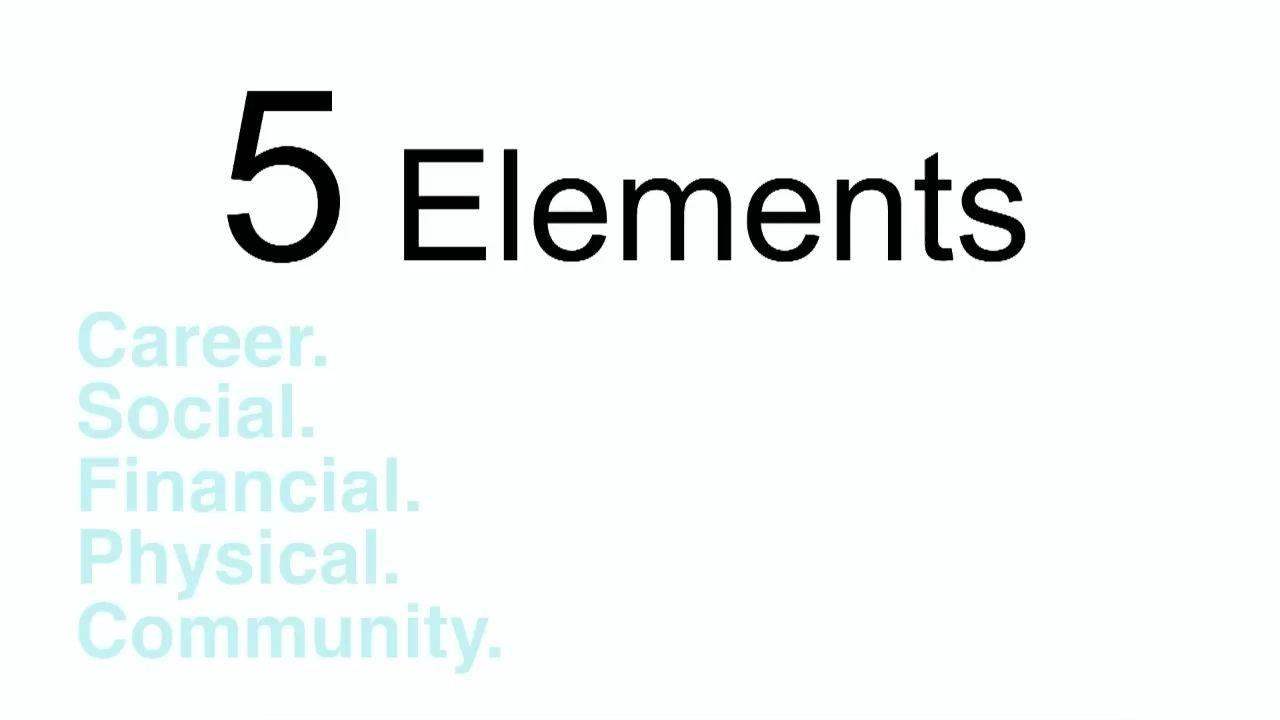 5 Elements
Career.
Social.
Financial.
Physical.
Community.